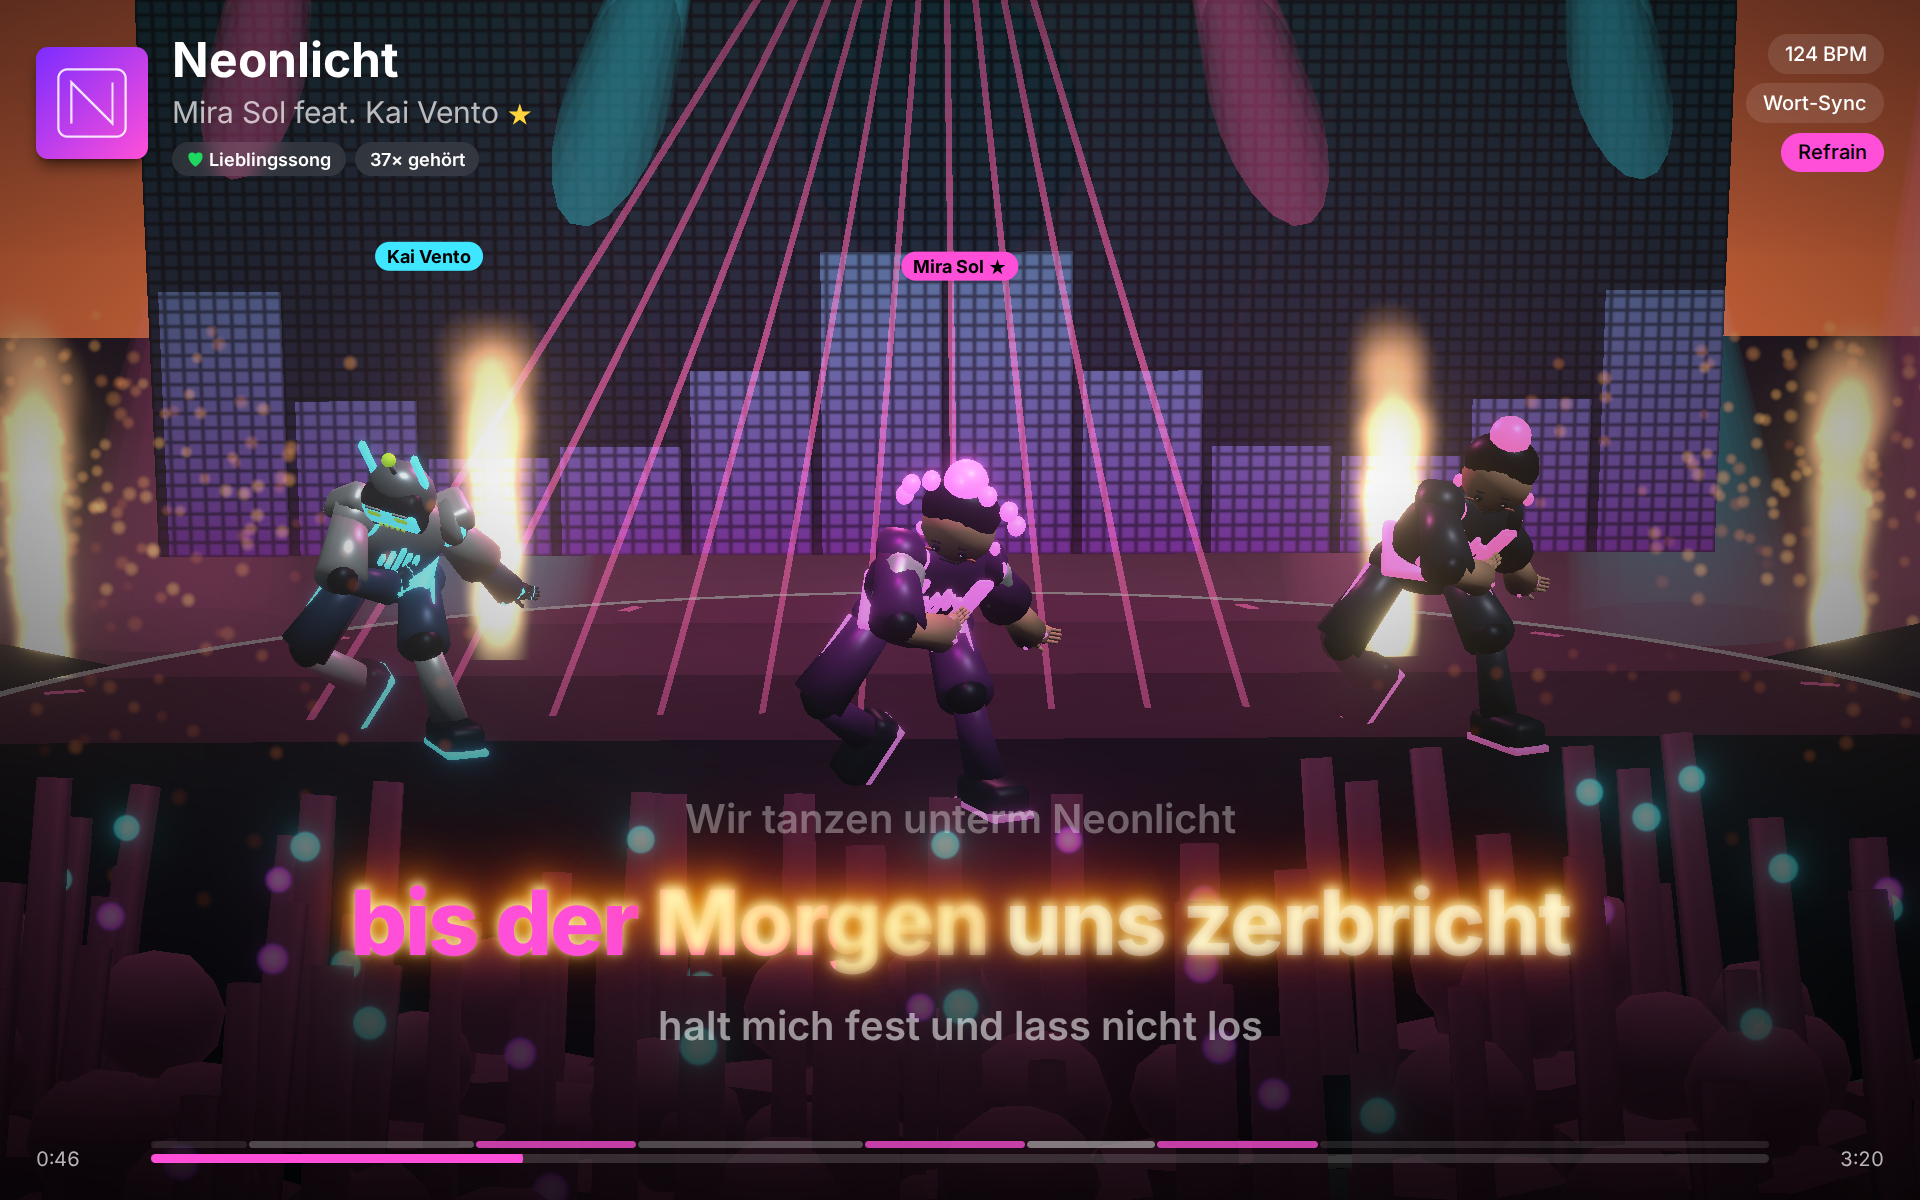 N
Neonlicht
Mira Sol feat. Kai Vento ★
Lieblingssong
37× gehört
124 BPM
Wort-Sync
Refrain
Kai Vento
Mira Sol ★
Wir tanzen unterm Neonlicht
bis der Morgen uns zerbricht
halt mich fest und lass nicht los
0:46
3:20